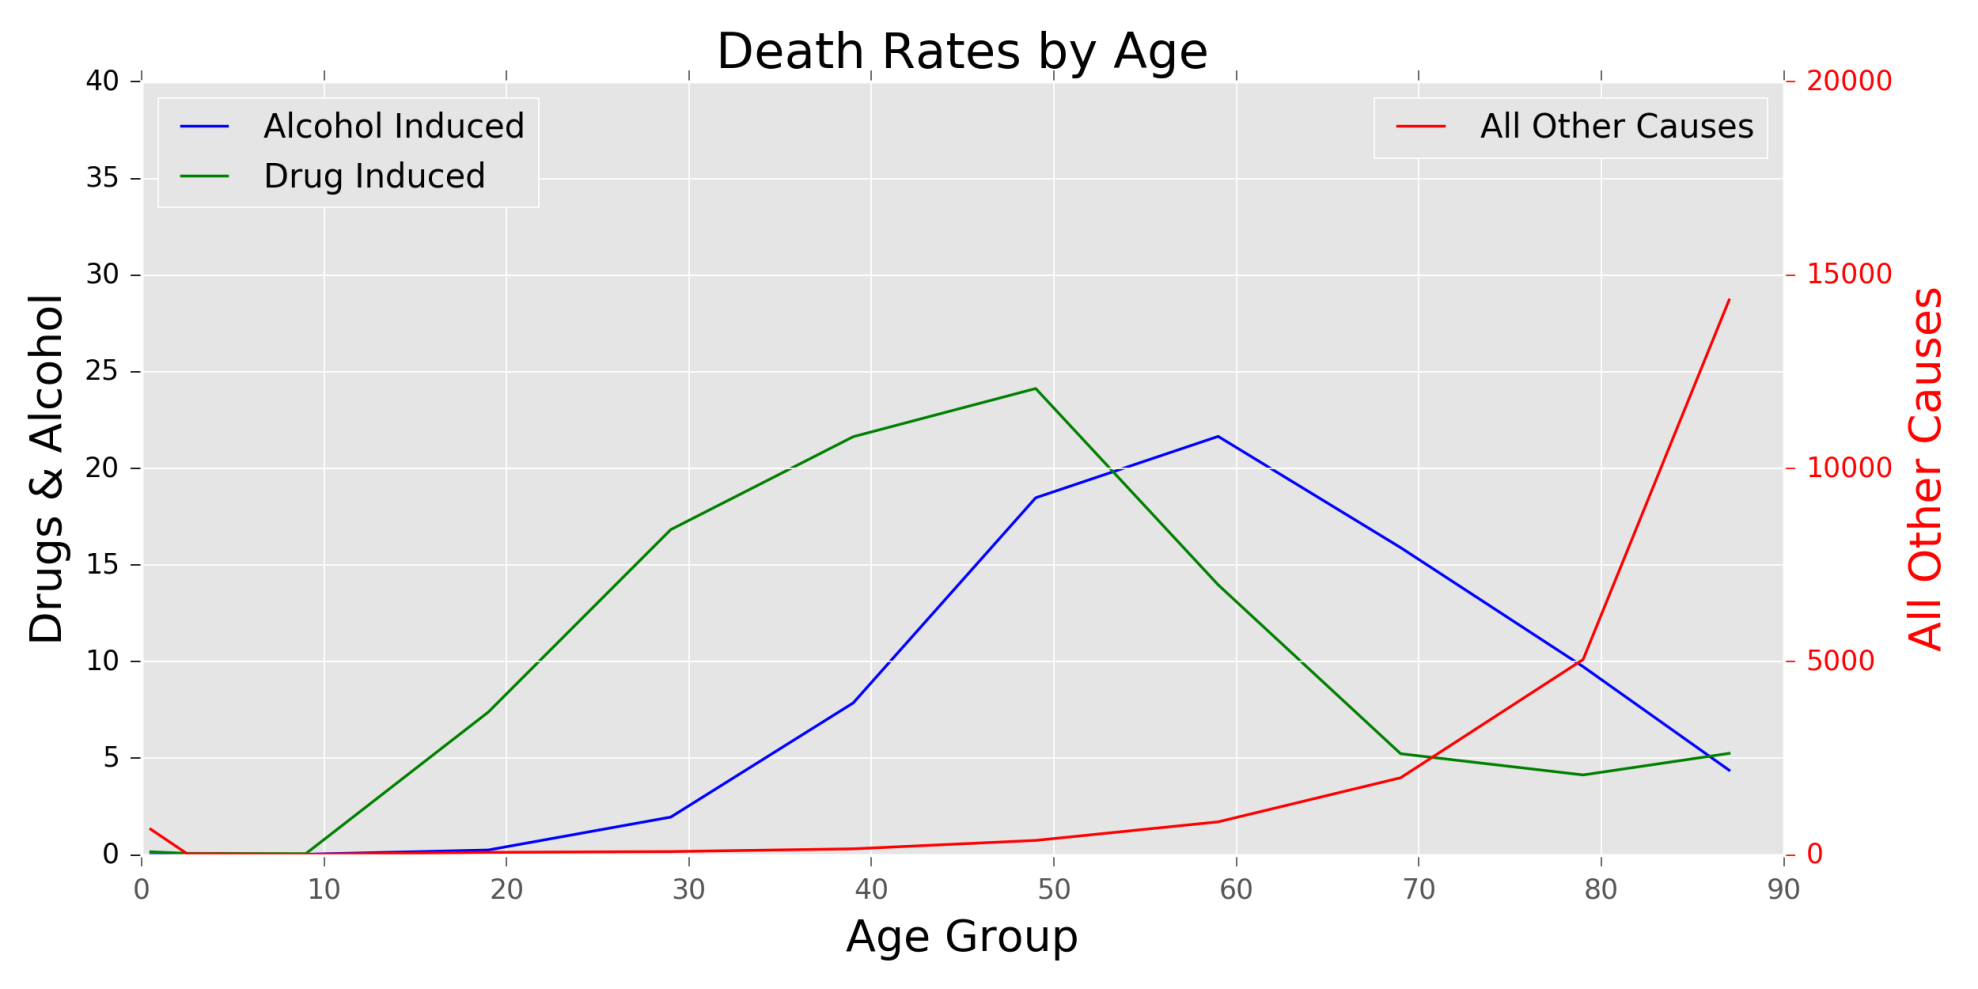 Death Rates by Age
Alcohol Induced
Drug Induced
All Other Causes
40
35
30
25
20
15
10
5
0
Drugs & Alcohol
20000
15000
10000
5000
0
All Other Causes
0 10 20 30 40 50 60 70 80 90
Age Group